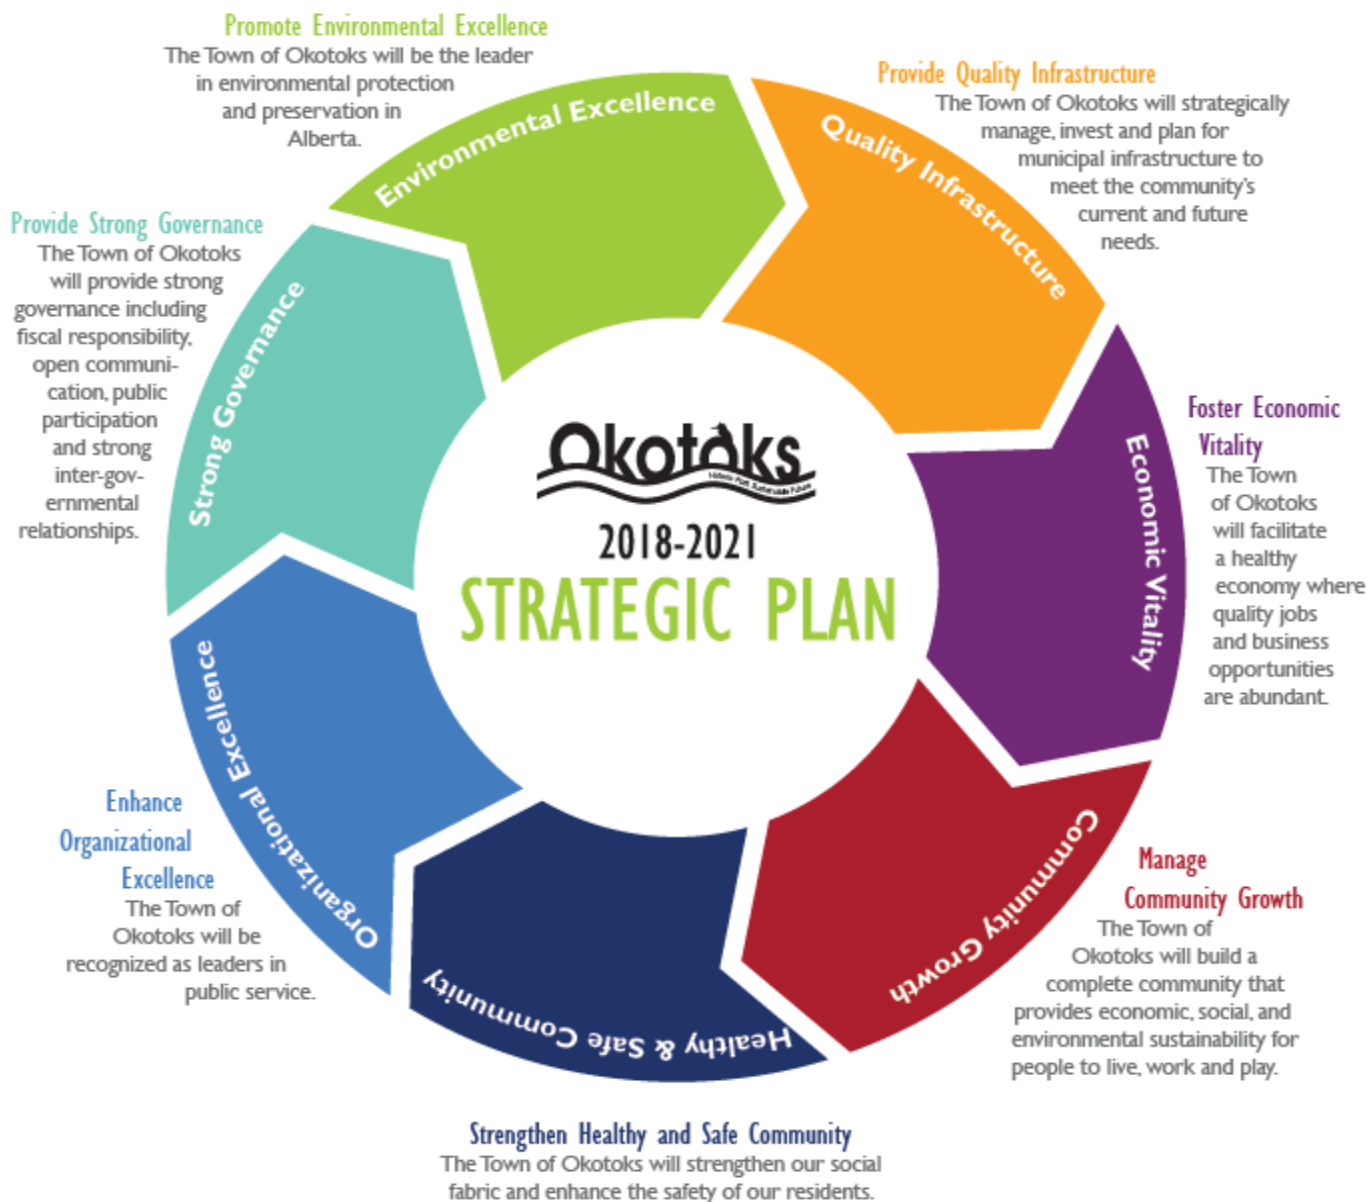 Promote Environmental Excellence
The Town of Okotoks will be the leader
in environmental protection
and preservation in
Alberta.
Provide Quality Infrastructure
The Town of Okotoks will strategically
manage, invest and plan for
municipal infrastructure to
meet the community's
current and future
needs.
Foster Economic
Vitality
The Town
of Okotoks
will facilitate
a healthy
economy where
quality jobs
and business
opportunities
are abundant.
Manage
Community Growth
The Town of
Okotoks will build a
complete community that
provides economic, social, and
environmental sustainability for
people to live, work and play.
Strengthen Healthy and Safe Community
The Town of Okotoks will strengthen our social
fabric and enhance the safety of our residents.
Enhance
Organizational
Excellence
The Town of
Okotoks will be
recognized as leaders in
public service.
Provide Strong Governance
The Town of Okotoks
will provide strong
governance including
fiscal responsibility,
open communi-
cation, public
participation
and strong
inter-gov-
ernmental
relationships.
Environmental Excellence
Quality Infrastructure
Economic Vitality
Community Growth
Healthy & Safe Community
Organizational Excellence
Strong Governance
Okotoks
Historic Past, Sustainable Future
2018-2021
STRATEGIC PLAN